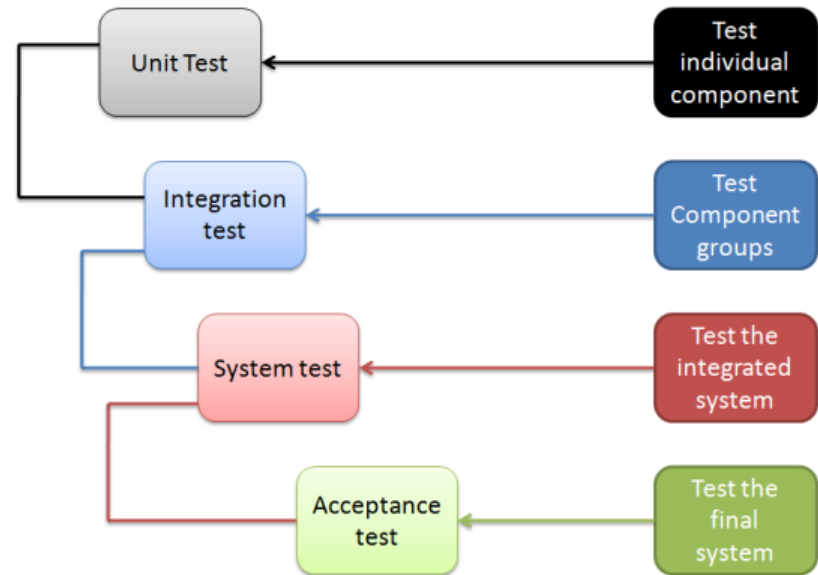 Unit Test
Test
individual
component
Integration
test
Test
Component
groups
System test
Test the
integrated
system
Acceptance
test
Test the
final
system